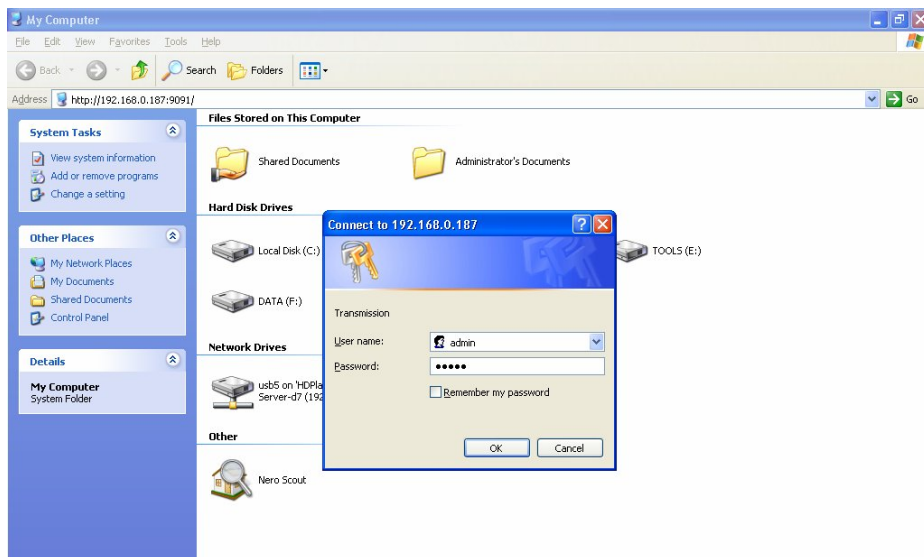 My Computer
File Edit View Favorites Tools Help
Back Search Folders
Address http://192.168.0.187:9091/ Go
System Tasks
View system information
Add or remove programs
Change a setting
Other Places
My Network Places
My Documents
Shared Documents
Control Panel
Details
My Computer
System Folder
Files Stored on This Computer
Shared Documents Administrator's Documents
Hard Disk Drives
Local Disk (C:) TOOLS (E:)
DATA (F:)
Network Drives
usb5 on 'HDPla
Server-d7 (192
Other
Nero Scout
Connect to 192.168.0.187
Transmission
User name: admin
Password: •••••
Remember my password
OK Cancel